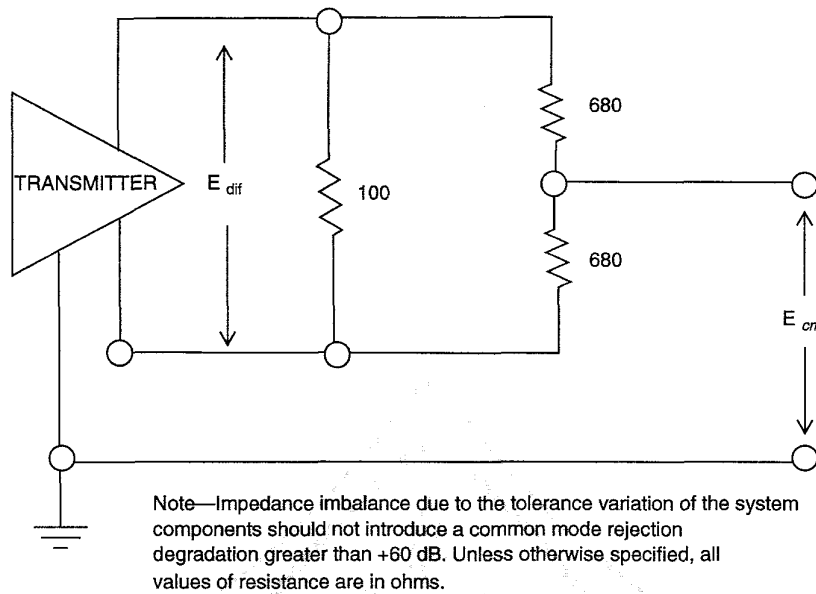 TRANSMITTER
E dif
100
680
680
E cm
Note—Impedance imbalance due to the tolerance variation of the system
components should not introduce a common mode rejection
degradation greater than +60 dB. Unless otherwise specified, all
values of resistance are in ohms.